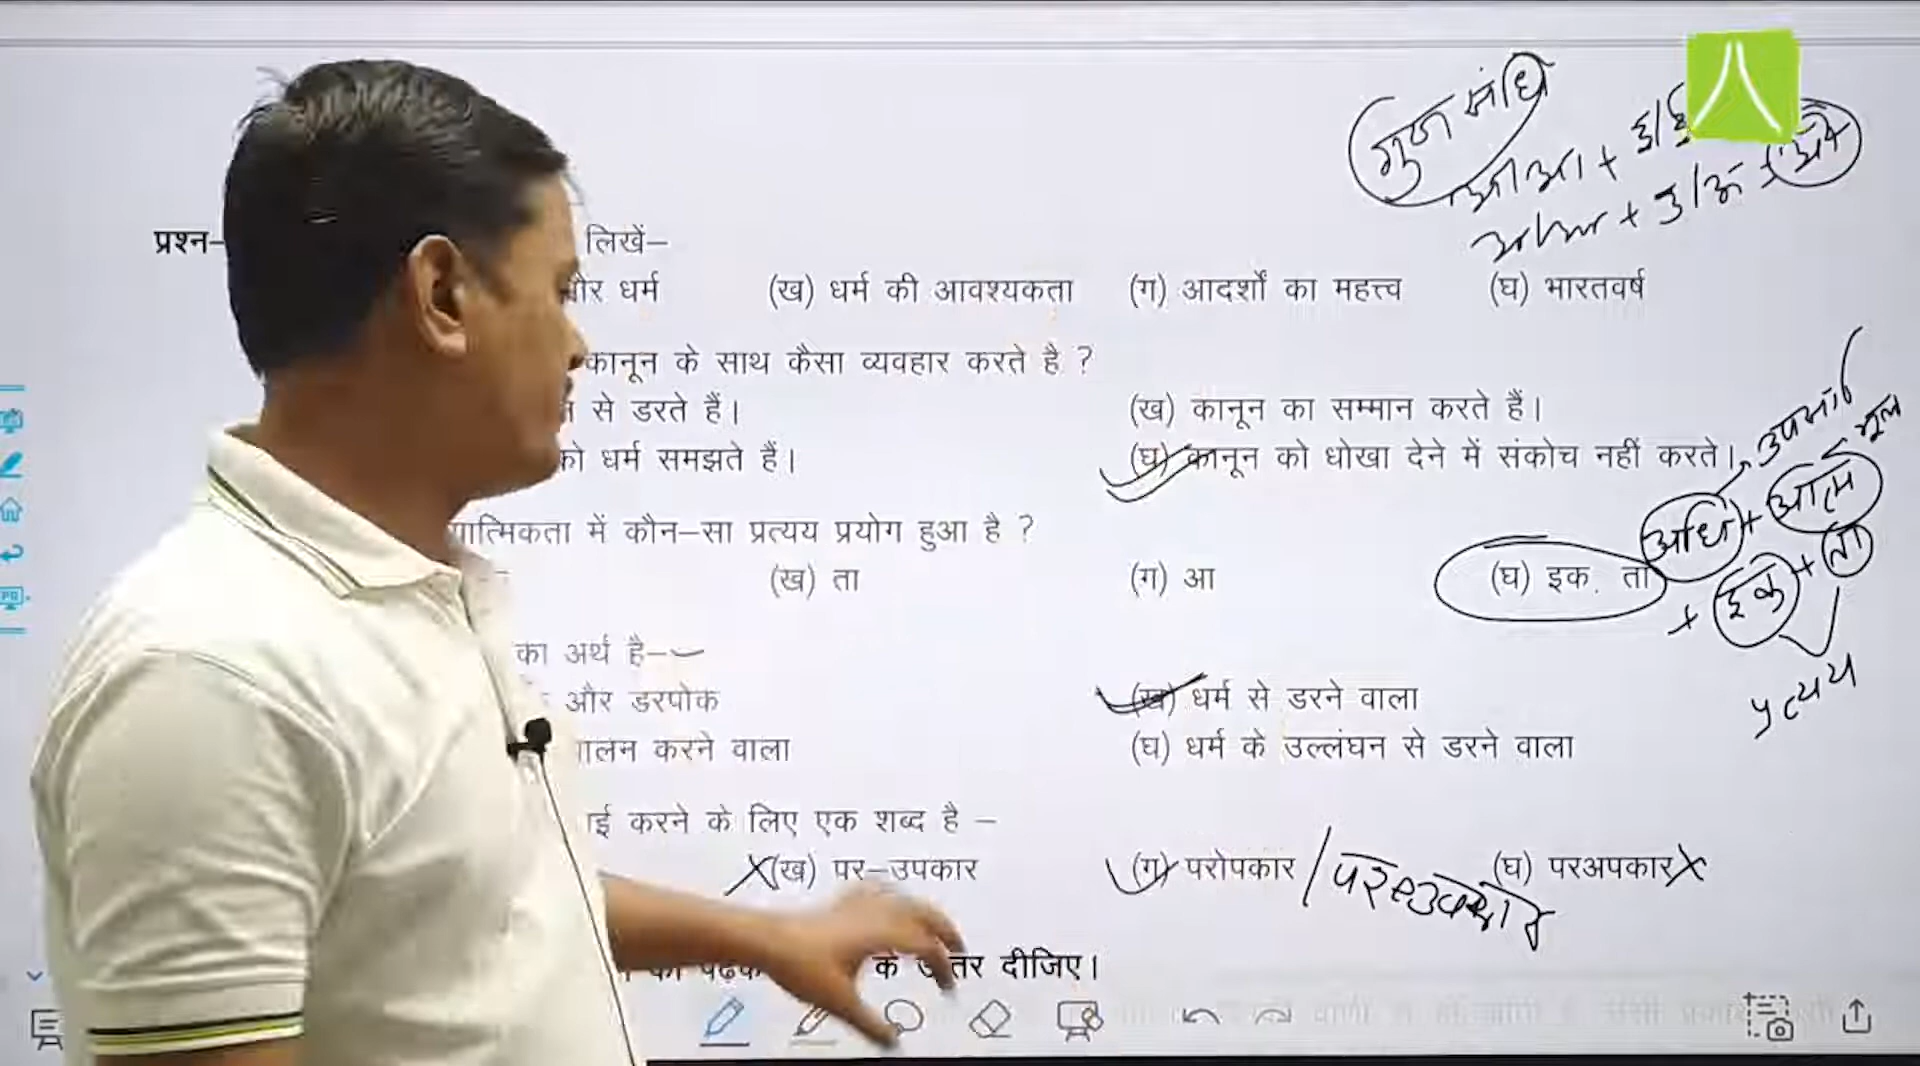 गुण संधि
अ/आ + इ/ई
अ/आ + उ/ऊ
प्रश्न– लिखें–
और धर्म (ख) धर्म की आवश्यकता (ग) आदर्शों का महत्त्व (घ) भारतवर्ष
कानून के साथ कैसा व्यवहार करते है ?
से डरते हैं। (ख) कानून का सम्मान करते हैं।
को धर्म समझते हैं। (घ) कानून को धोखा देने में संकोच नहीं करते।
उपसर्ग मूल
ात्मिकता में कौन–सा प्रत्यय प्रयोग हुआ है ?
अधि + आत्म
(ख) ता (ग) आ (घ) इक. ता
+ इक + ता
प्रत्यय
का अर्थ है–
और डरपोक (ख) धर्म से डरने वाला
ालन करने वाला (घ) धर्म के उल्लंघन से डरने वाला
ाई करने के लिए एक शब्द है –
(ख) पर–उपकार (ग) परोपकार / पर+उपकार (घ) परअपकार
के उत्तर दीजिए।